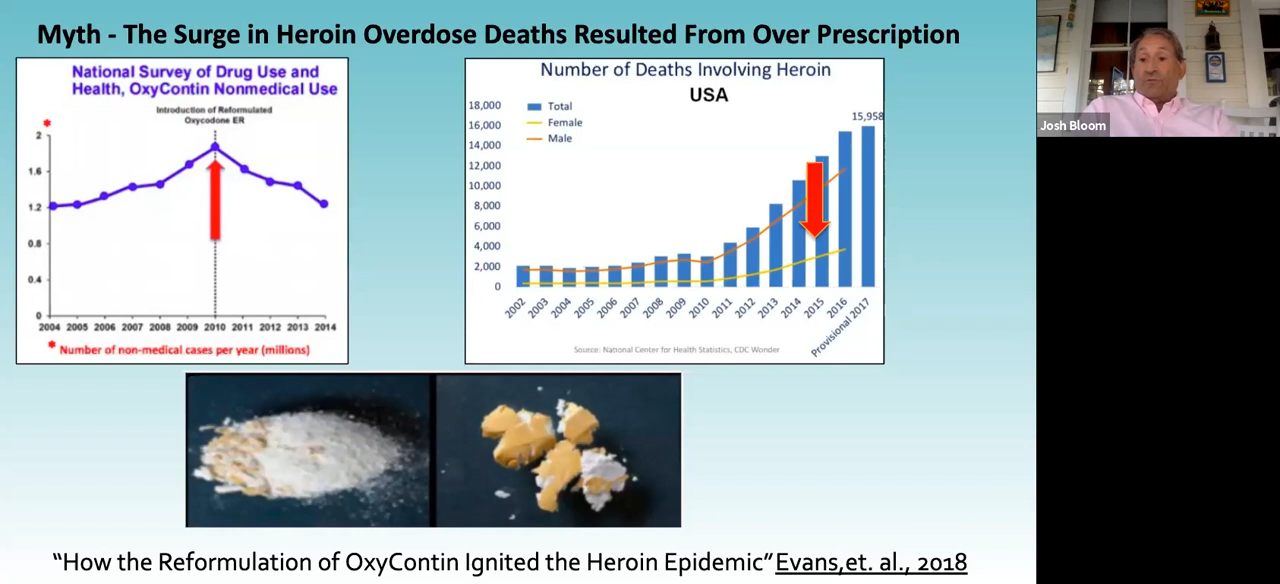 Myth - The Surge in Heroin Overdose Deaths Resulted From Over Prescription
National Survey of Drug Use and
Health, OxyContin Nonmedical Use
Introduction of Reformulated
Oxycodone ER
*
2
1.6
1.2
0.8
0.4
0
2004 2005 2006 2007 2008 2009 2010 2011 2012 2013 2014
* Number of non-medical cases per year (millions)
Number of Deaths Involving Heroin
USA
Total
Female
Male
18,000
16,000
14,000
12,000
10,000
8,000
6,000
4,000
2,000
0
15,958
2002 2003 2004 2005 2006 2007 2008 2009 2010 2011 2012 2013 2014 2015 2016 Provisional 2017
Source: National Center for Health Statistics, CDC Wonder
“How the Reformulation of OxyContin Ignited the Heroin Epidemic” Evans,et. al., 2018
Josh Bloom